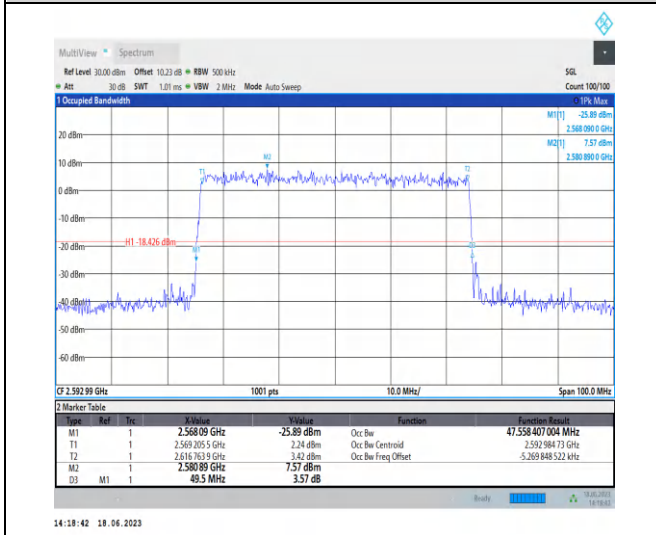 MultiView Spectrum
Ref Level 30.00 dBm Offset 10.23 dB RBW 500 kHz SGL
Att 30 dB SWT 1.01 ms VBW 2 MHz Mode Auto Sweep Count 100/100
1 Occupied Bandwidth 1Pk Max
M1[1] -25.89 dBm
2.568 090 0 GHz
M2[1] 7.57 dBm
2.580 890 0 GHz
20 dBm
M2
10 dBm
T1 T2
0 dBm
-10 dBm
H1 -18.426 dBm
-20 dBm
M1 D3
-30 dBm
-40 dBm
-50 dBm
-60 dBm
CF 2.592 99 GHz 1001 pts 10.0 MHz/ Span 100.0 MHz
2 Marker Table
Type Ref Trc X-Value Y-Value Function Function Result
M1 1 2.568 09 GHz -25.89 dBm Occ Bw 47.558 407 004 MHz
T1 1 2.569 205 5 GHz 2.24 dBm Occ Bw Centroid 2.592 984 73 GHz
T2 1 2.616 763 9 GHz 3.42 dBm Occ Bw Freq Offset -5.269 848 522 kHz
M2 1 2.580 89 GHz 7.57 dBm
D3 M1 1 49.5 MHz 3.57 dB
Ready 18.06.2023
14:18:42 18.06.2023